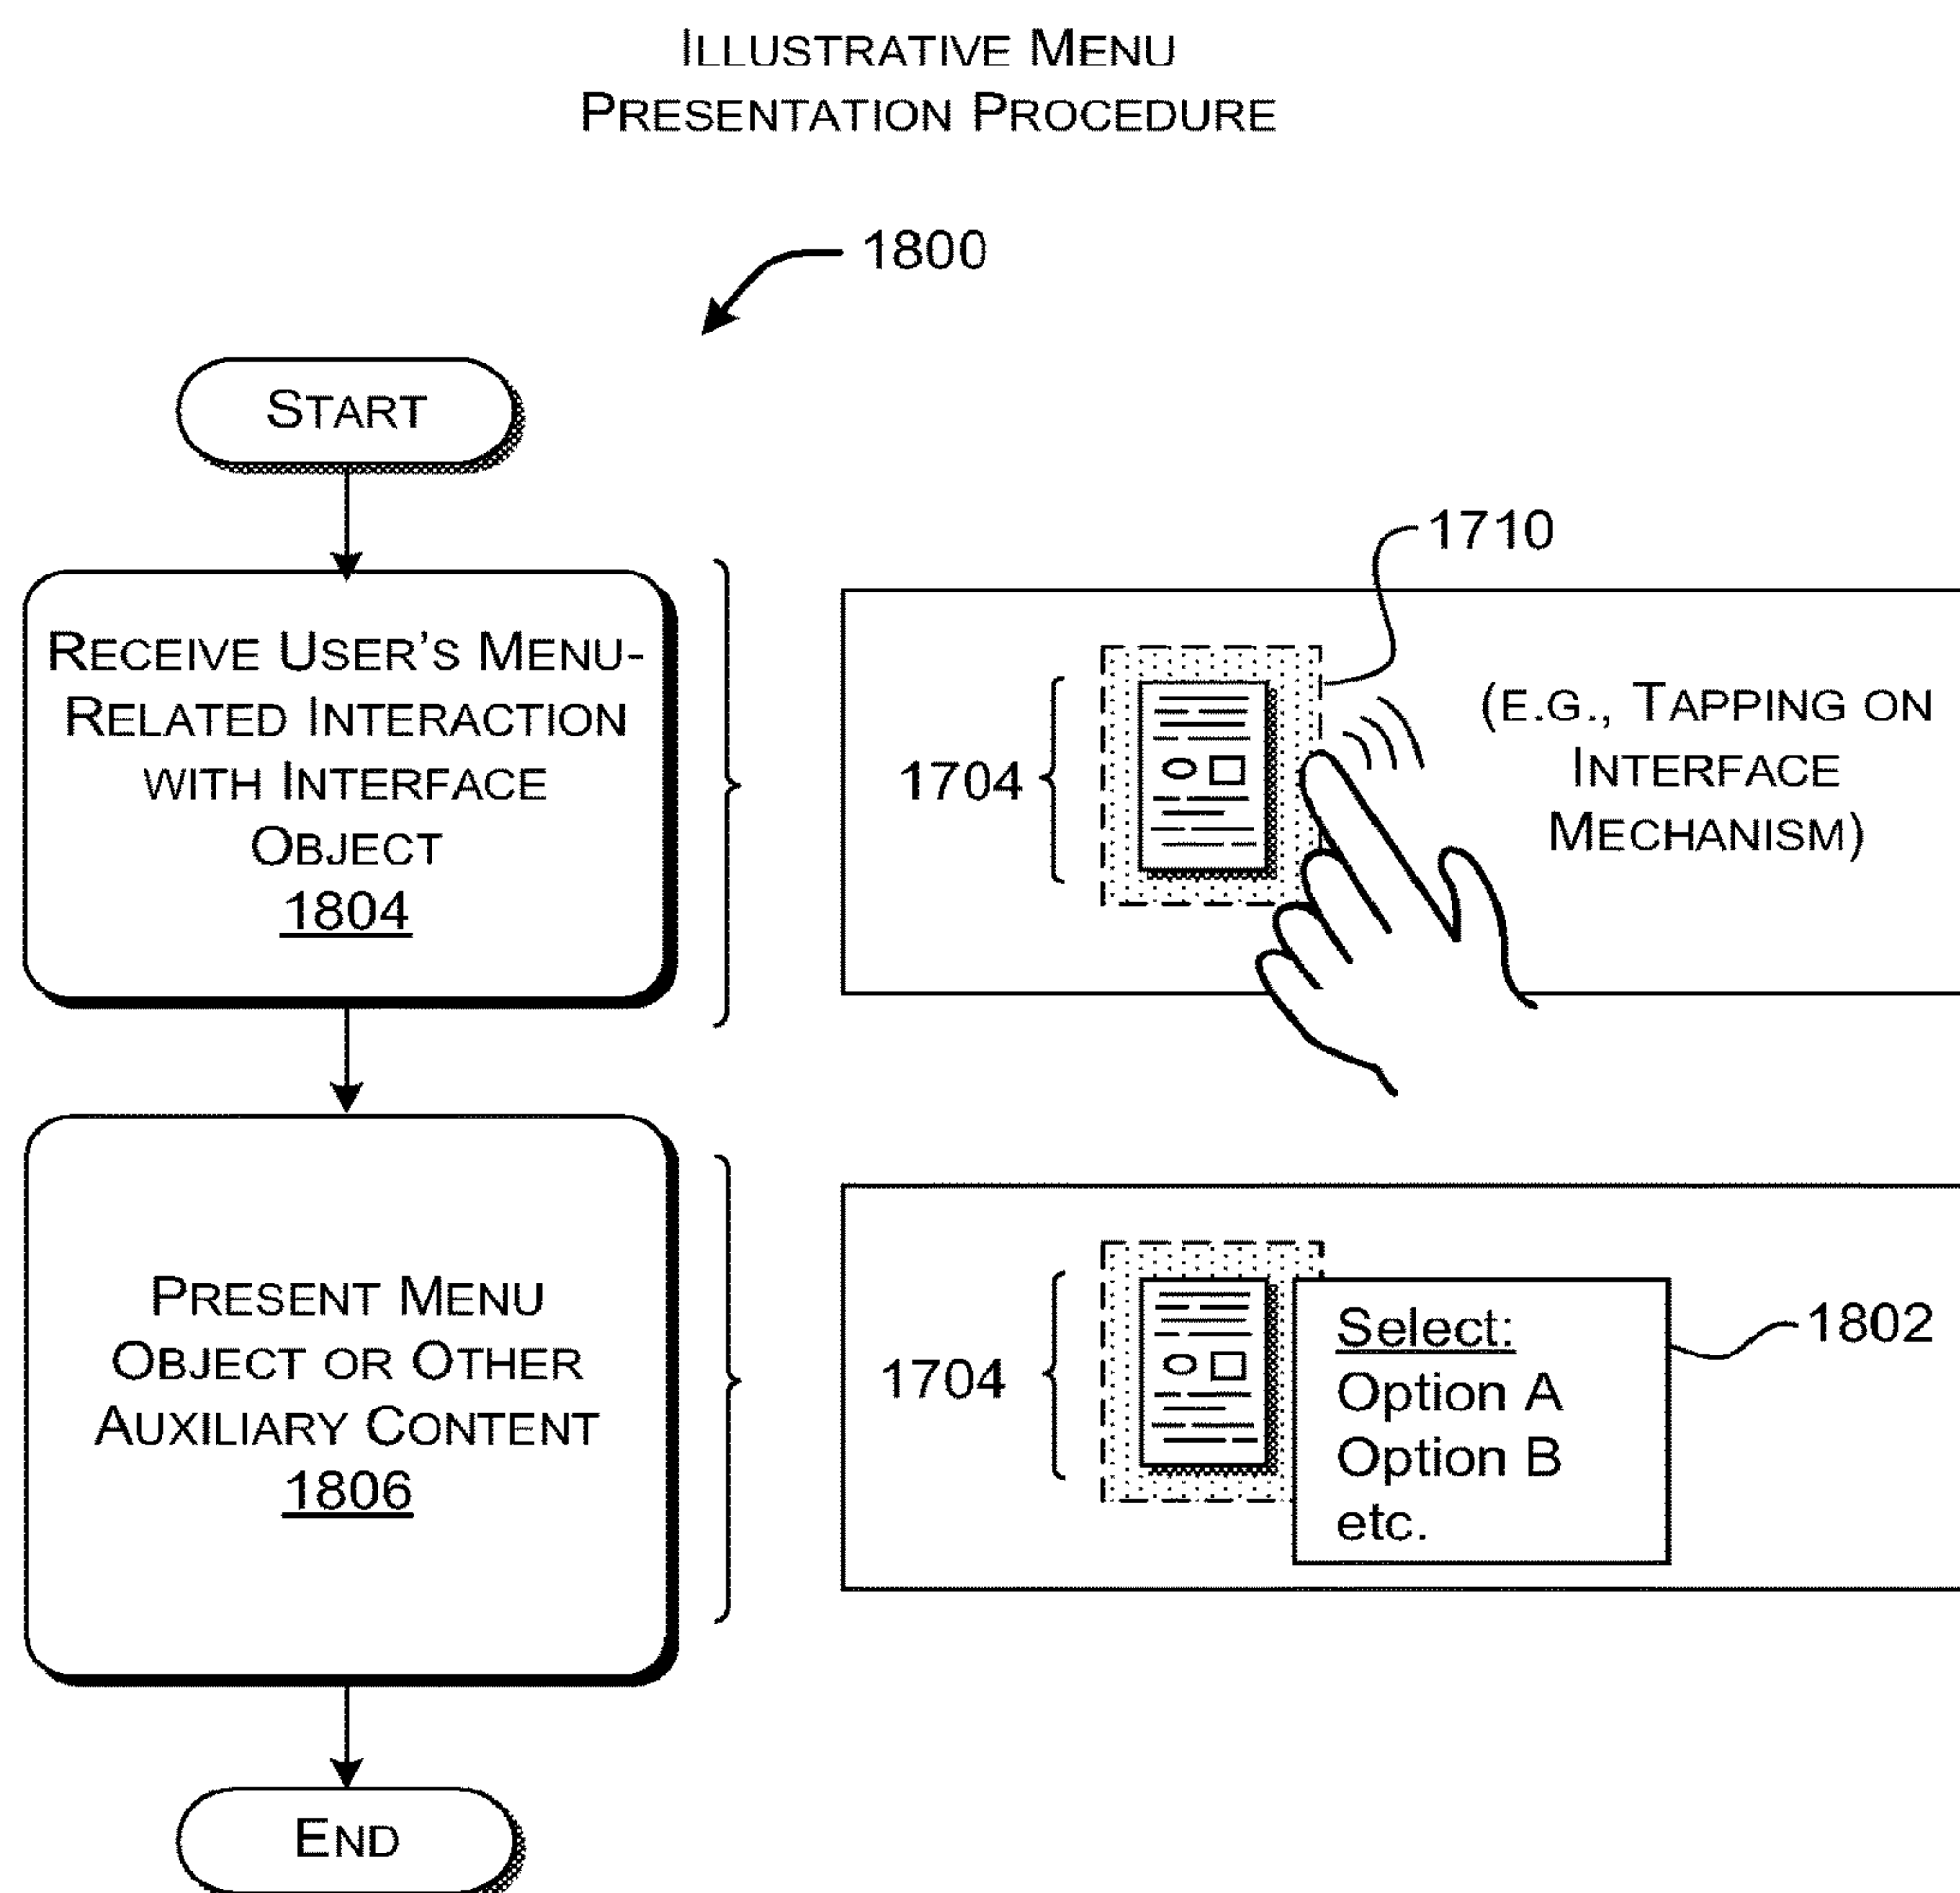 ILLUSTRATIVE MENU
PRESENTATION PROCEDURE
1800
START
RECEIVE USER'S MENU-
RELATED INTERACTION
WITH INTERFACE
OBJECT
1804
1710
1704
(E.G., TAPPING ON
INTERFACE
MECHANISM)
PRESENT MENU
OBJECT OR OTHER
AUXILIARY CONTENT
1806
1704
Select:
Option A
Option B
etc.
1802
END